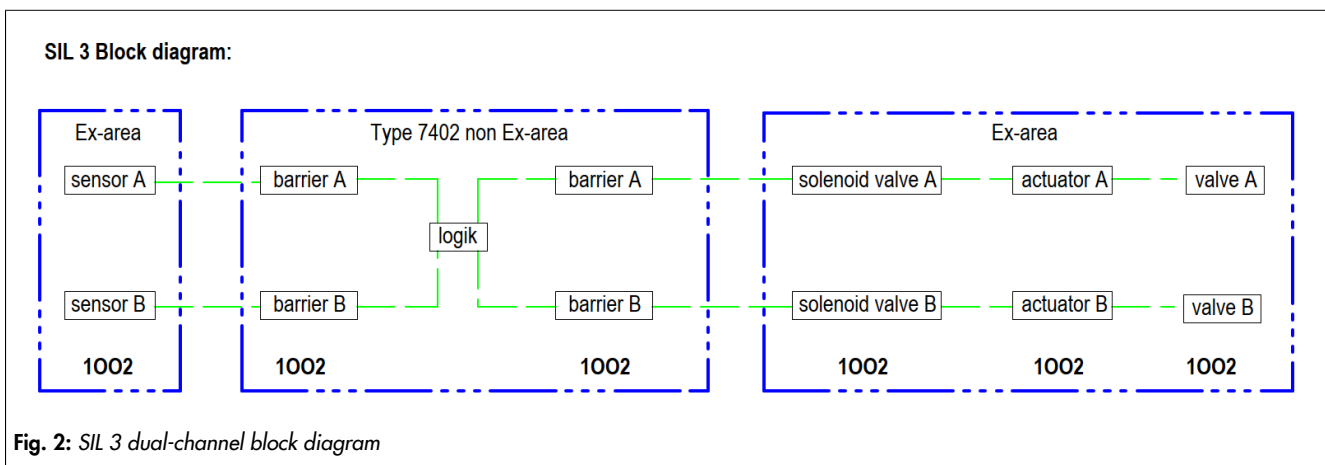 SIL 3 Block diagram:
Ex-area Type 7402 non Ex-area Ex-area
sensor A barrier A barrier A solenoid valve A actuator A valve A
logik
sensor B barrier B barrier B solenoid valve B actuator B valve B
1OO2 1OO2 1OO2 1OO2 1OO2 1OO2
Fig. 2: SIL 3 dual-channel block diagram